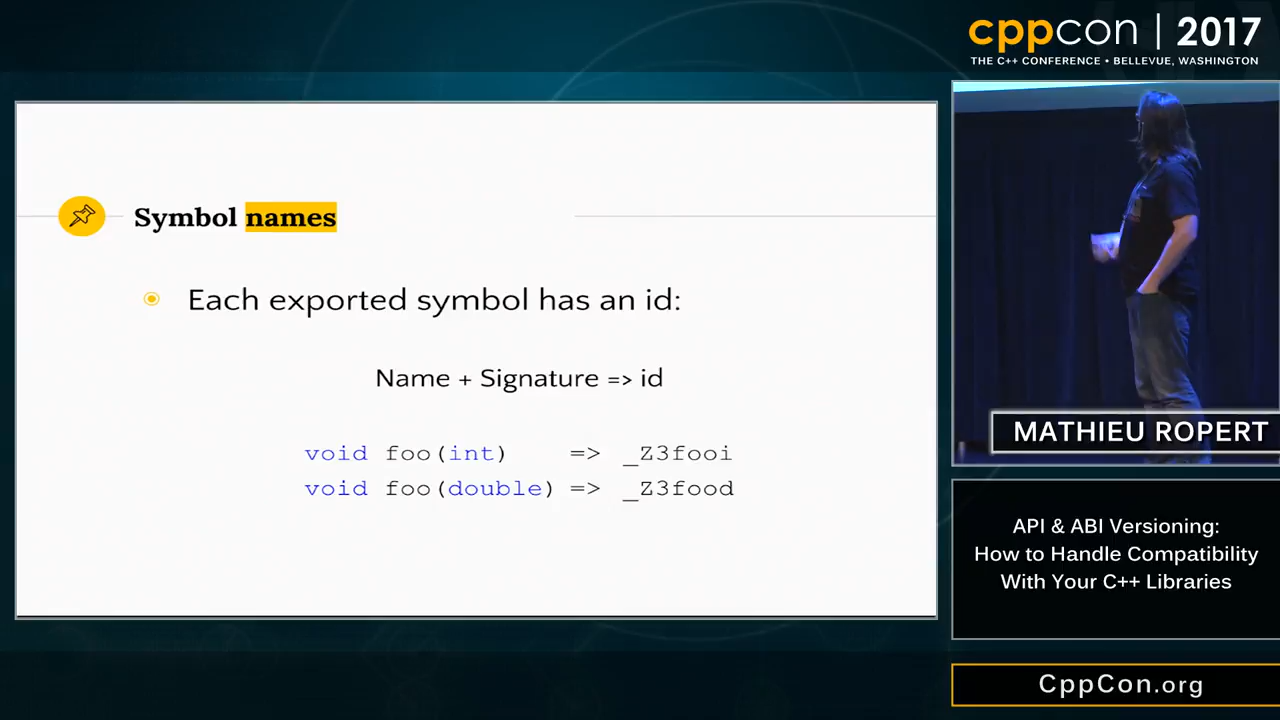 cppcon | 2017
THE C++ CONFERENCE • BELLEVUE, WASHINGTON
Symbol names
Each exported symbol has an id:
Name + Signature => id
void foo(int) => _Z3fooi
void foo(double) => _Z3food
MATHIEU ROPERT
API & ABI Versioning:
How to Handle Compatibility
With Your C++ Libraries
CppCon.org